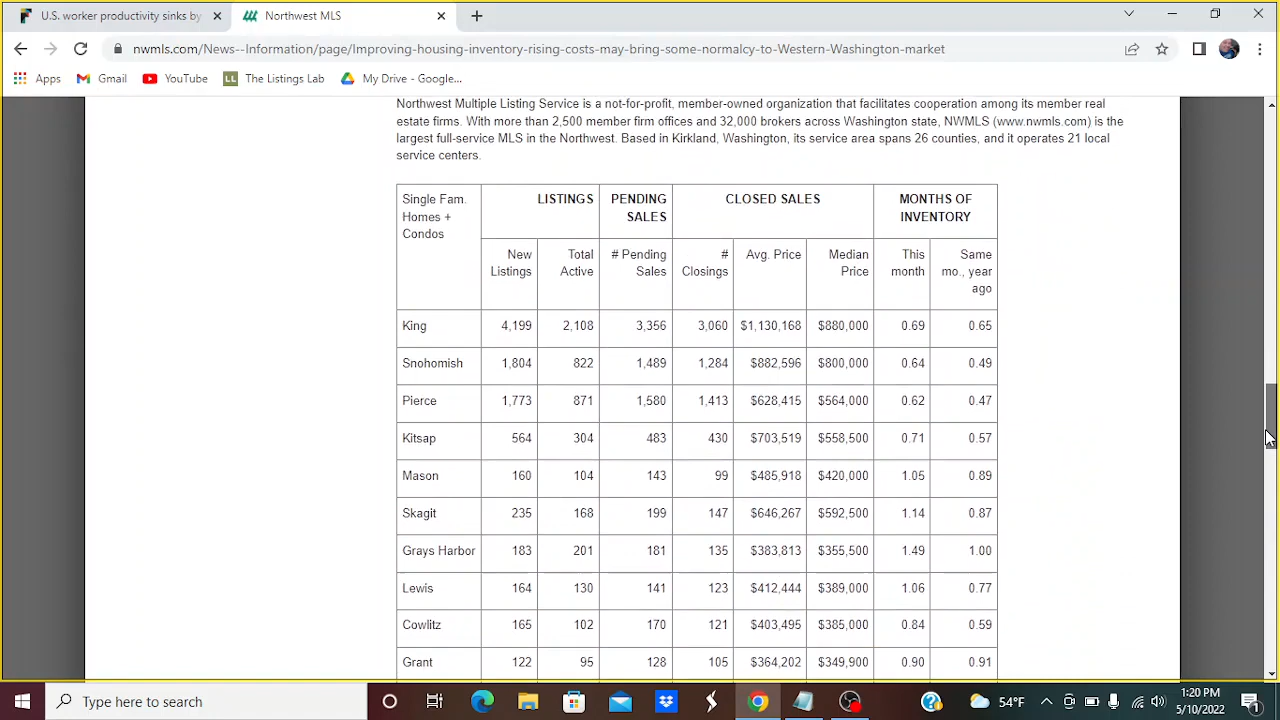 U.S. worker productivity sinks by
Northwest MLS
nwmls.com/News--Information/page/Improving-housing-inventory-rising-costs-may-bring-some-normalcy-to-Western-Washington-market
Apps Gmail YouTube LL The Listings Lab My Drive - Google...
Northwest Multiple Listing Service is a not-for-profit, member-owned organization that facilitates cooperation among its member real
estate firms. With more than 2,500 member firm offices and 32,000 brokers across Washington state, NWMLS (www.nwmls.com) is the
largest full-service MLS in the Northwest. Based in Kirkland, Washington, its service area spans 26 counties, and it operates 21 local
service centers.
Single Fam. LISTINGS PENDING CLOSED SALES MONTHS OF
Homes + SALES INVENTORY
Condos
New Total # Pending # Avg. Price Median This Same
Listings Active Sales Closings Price month mo., year
ago
King 4,199 2,108 3,356 3,060 $1,130,168 $880,000 0.69 0.65
Snohomish 1,804 822 1,489 1,284 $882,596 $800,000 0.64 0.49
Pierce 1,773 871 1,580 1,413 $628,415 $564,000 0.62 0.47
Kitsap 564 304 483 430 $703,519 $558,500 0.71 0.57
Mason 160 104 143 99 $485,918 $420,000 1.05 0.89
Skagit 235 168 199 147 $646,267 $592,500 1.14 0.87
Grays Harbor 183 201 181 135 $383,813 $355,500 1.49 1.00
Lewis 164 130 141 123 $412,444 $389,000 1.06 0.77
Cowlitz 165 102 170 121 $403,495 $385,000 0.84 0.59
Grant 122 95 128 105 $364,202 $349,900 0.90 0.91
Type here to search
54°F
1:20 PM
5/10/2022
1